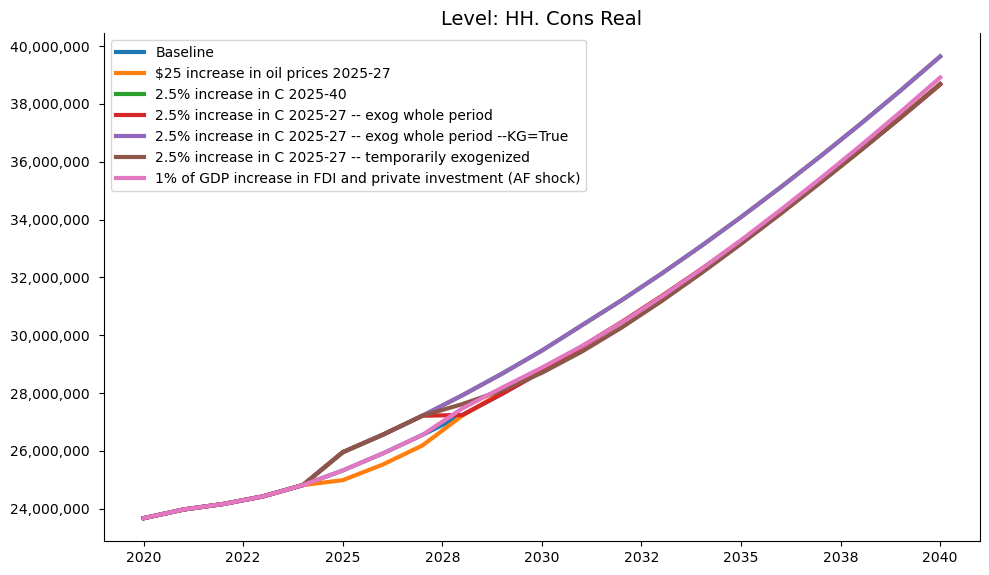 Level: HH. Cons Real
40,000,000
38,000,000
36,000,000
34,000,000
32,000,000
30,000,000
28,000,000
26,000,000
24,000,000
Baseline
$25 increase in oil prices 2025-27
2.5% increase in C 2025-40
2.5% increase in C 2025-27 -- exog whole period
2.5% increase in C 2025-27 -- exog whole period --KG=True
2.5% increase in C 2025-27 -- temporarily exogenized
1% of GDP increase in FDI and private investment (AF shock)
2020
2022
2025
2028
2030
2032
2035
2038
2040